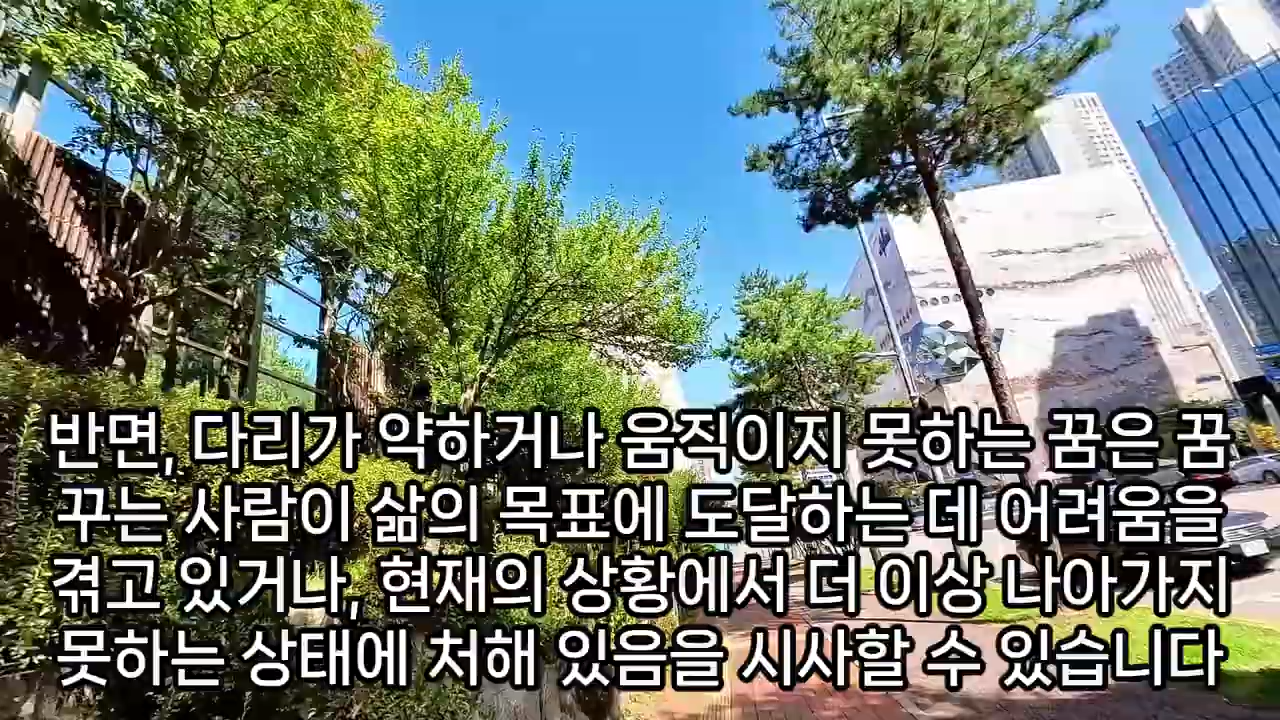 반면, 다리가 약하거나 움직이지 못하는 꿈은 꿈
꾸는 사람이 삶의 목표에 도달하는 데 어려움을
겪고 있거나, 현재의 상황에서 더 이상 나아가지
못하는 상태에 처해 있음을 시사할 수 있습니다